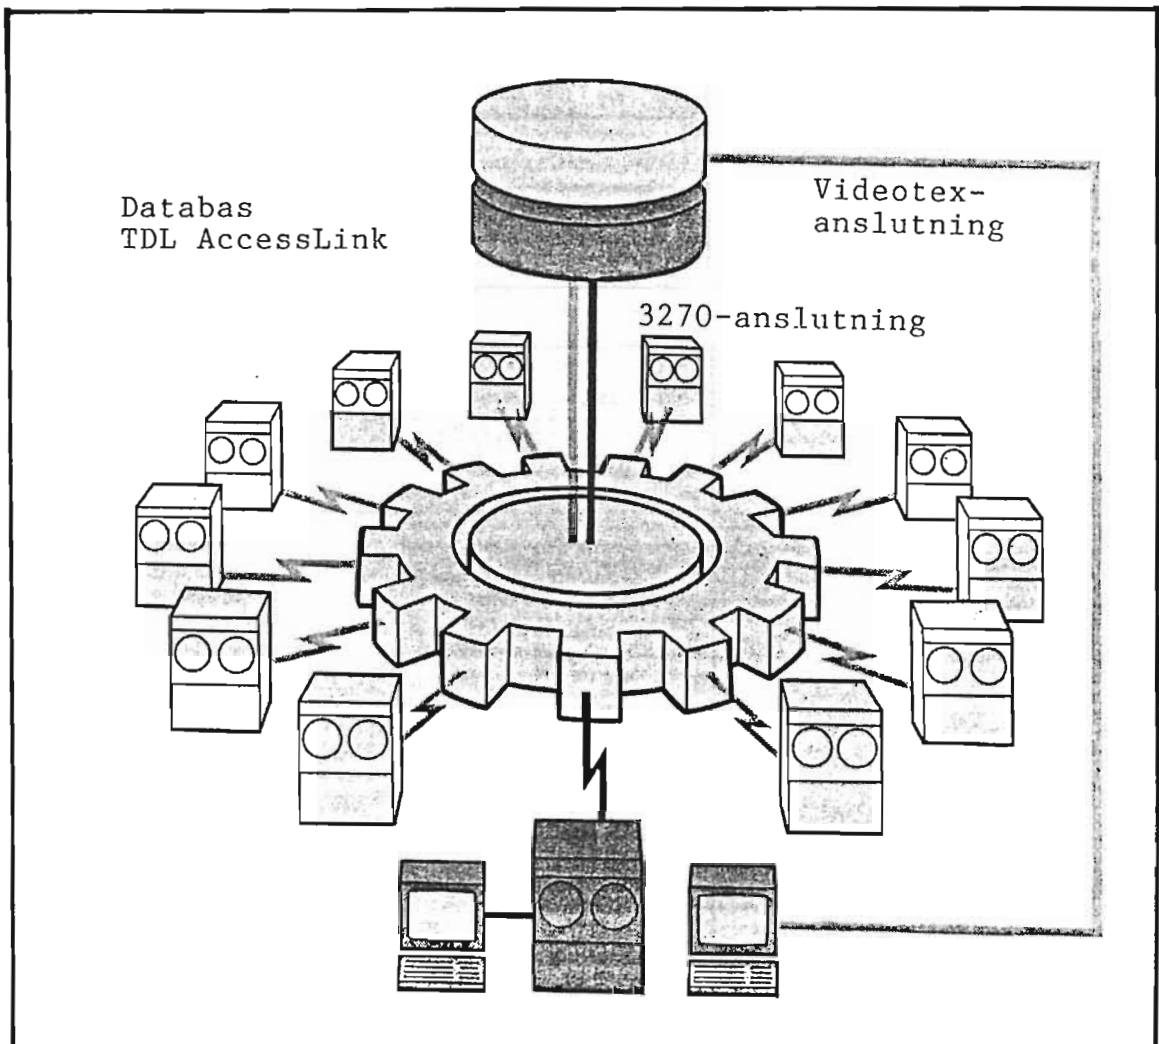 Databas
TDL AccessLink
Videotex-
anslutning
3270-anslutning